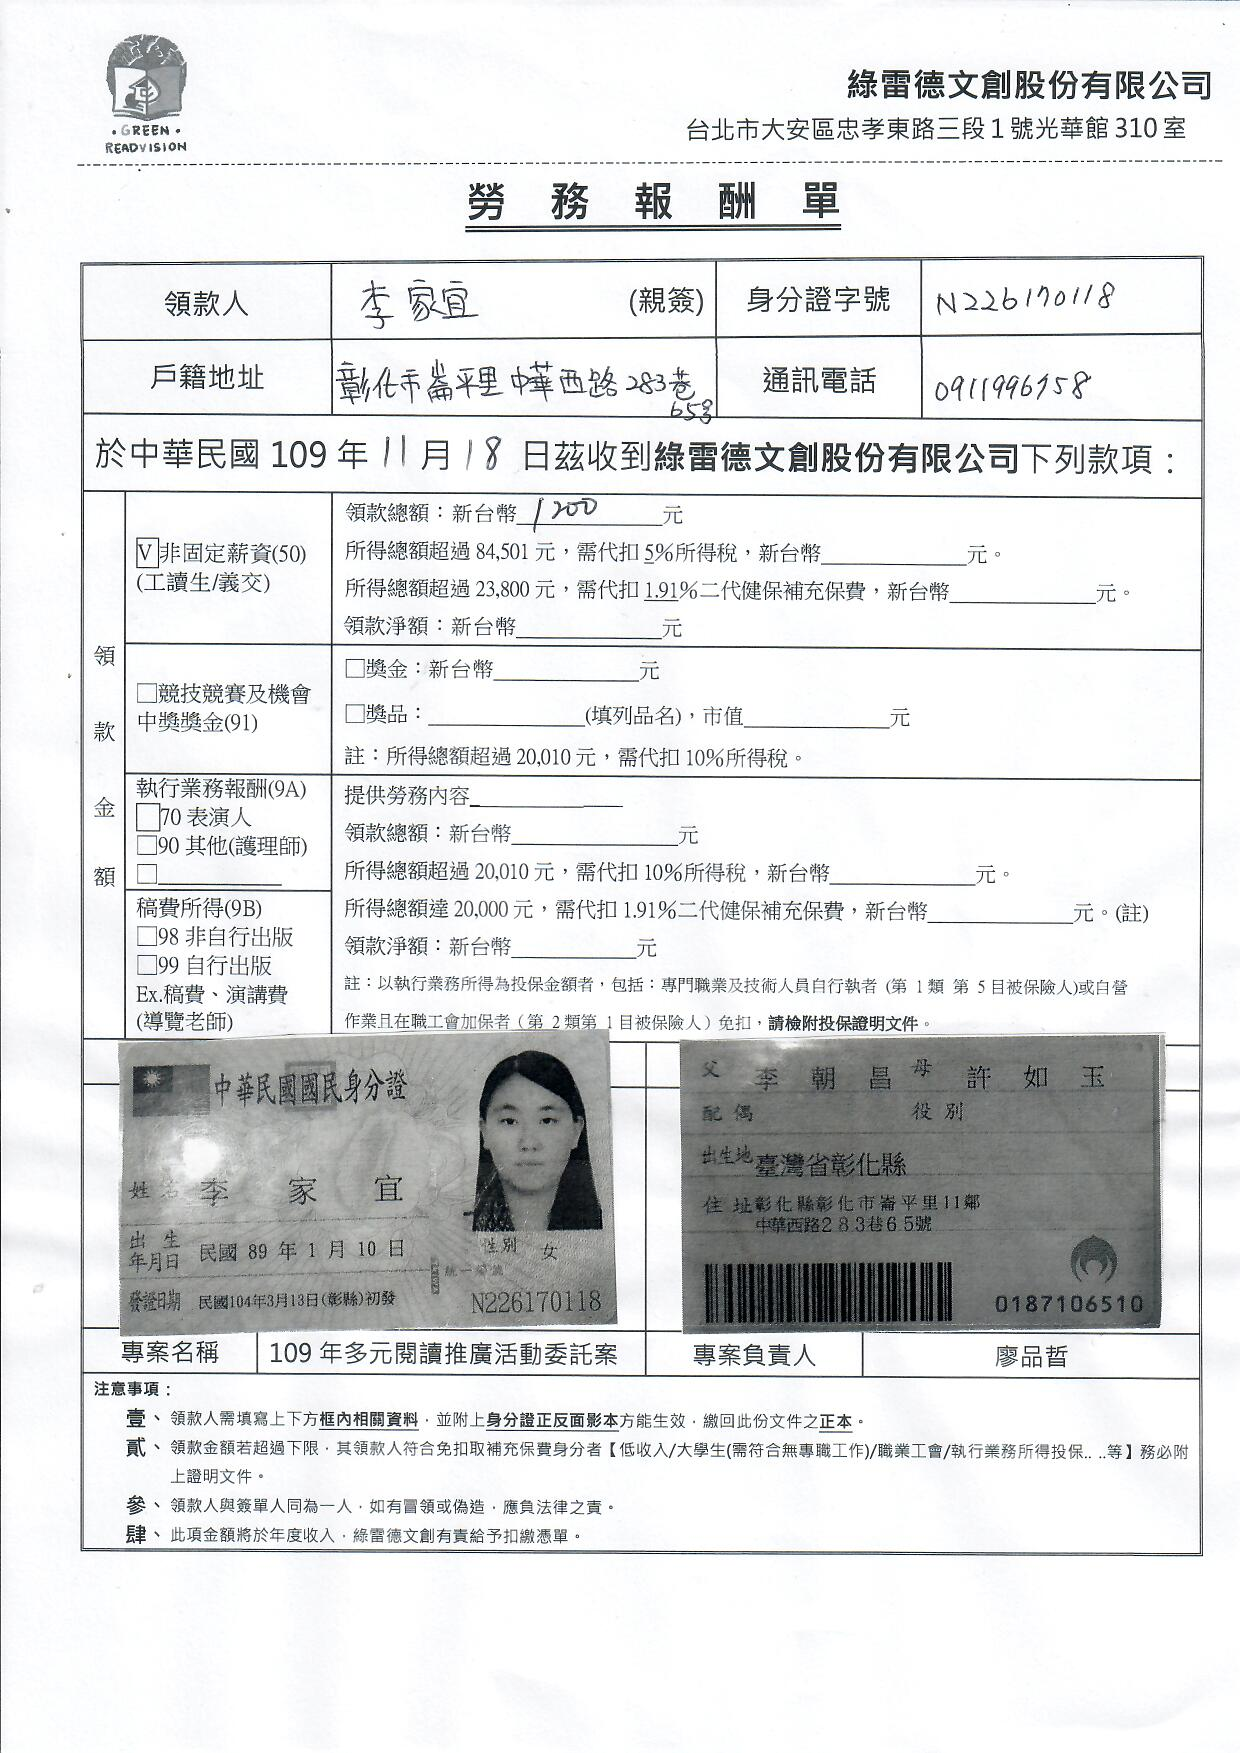 GREEN
READVISION
綠雷德文創股份有限公司
台北市大安區忠孝東路三段1號光華館310室
勞務報酬單
領款人 李家宜 (親簽) 身分證字號 N226170118
戶籍地址 彰化市崙平里中華西路283巷65號 通訊電話
於中華民國109年11月18日茲收到綠雷德文創股份有限公司下列款項：
領款金額
V非固定薪資(50)
(工讀生/義交)
領款總額：新台幣1200元
所得總額超過84,501元，需代扣5%所得稅，新台幣元。
所得總額超過23,800元，需代扣1.91%二代健保補充保費，新台幣元。
領款淨額：新台幣元
□競技競賽及機會
中獎獎金(91)
□獎金：新台幣元
□獎品：(填列品名)，市值元
註：所得總額超過20,010元，需代扣10%所得稅。
執行業務報酬(9A)
□70表演人
□90其他(護理師)
□
稿費所得(9B)
□98非自行出版
□99自行出版
Ex.稿費、演講費
(導覽老師)
提供勞務內容
領款總額：新台幣元
所得總額超過20,010元，需代扣10%所得稅，新台幣元。
所得總額達20,000元，需代扣1.91%二代健保補充保費，新台幣元。(註)
領款淨額：新台幣元
註：以執行業務所得為投保金額者，包括：專門職業及技術人員自行執者(第1類 第5目被保險人)或自營
作業且在職工會加保者(第2類第1目被保險人)免扣，請檢附投保證明文件。
中華民國國民身分證
姓名 李家宜
出生年月日 民國89年1月10日
性別 女
發證日期 民國104年3月13日(彰縣)初發
N226170118
父 李朝昌 母 許如玉
配偶 役別
出生地 臺灣省彰化縣
住址 彰化縣彰化市崙平里11鄰
中華西路283巷65號
0187106510
專案名稱 109年多元閱讀推廣活動委託案 專案負責人 廖品晢
注意事項：
壹、領款人需填寫上下方框內相關資料，並附上身分證正反面影本方能生效，繳回此份文件之正本。
貳、領款金額若超過下限，其領款人符合免扣取補充保費身分者【低收入/大學生(需符合無專職工作)/職業工會/執行業務所得投保.. ..等】務必附
上證明文件。
參、領款人與簽單人同為一人，如有冒領或偽造，應負法律之責。
肆、此項金額將於年度收入，綠雷德文創有責給予扣繳憑單。